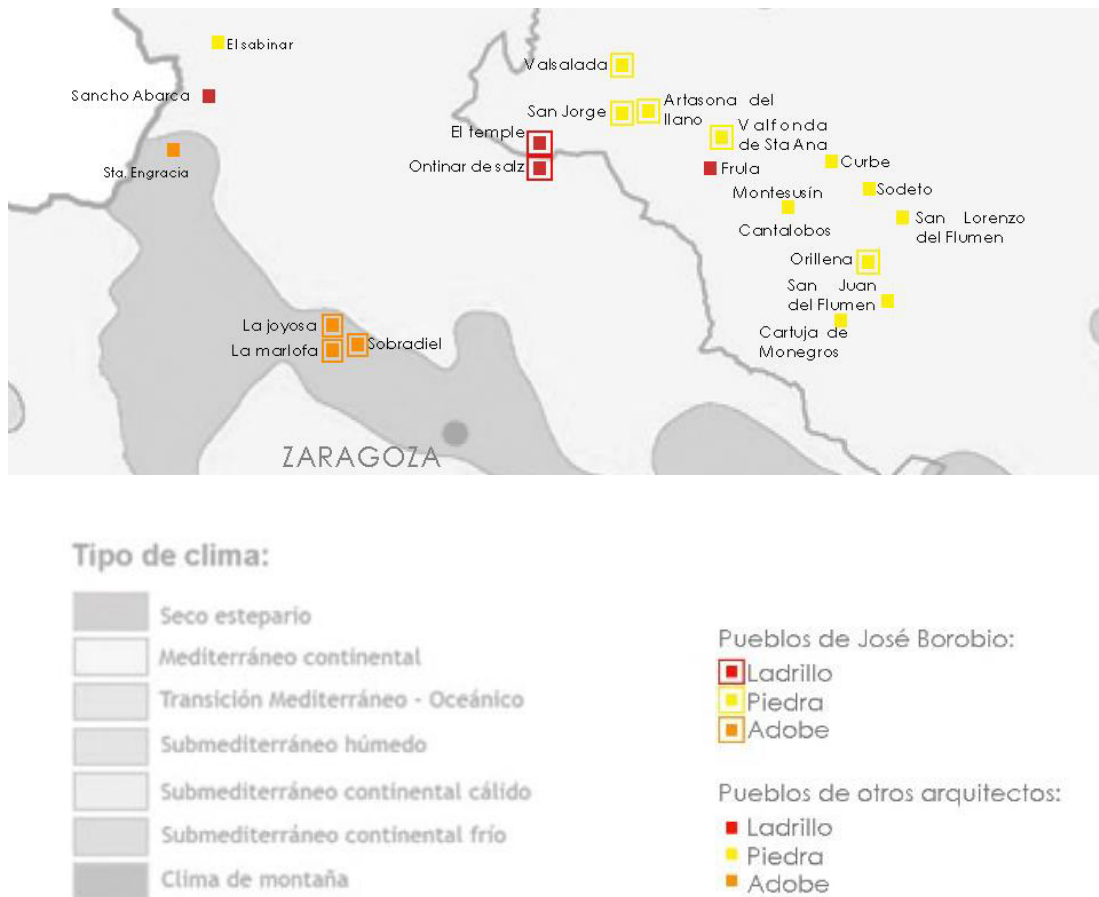 El sabinar
Valsalada
Sancho Abarca
Artasona del
llano
San Jorge
El temple
Valfonda
de Sta Ana
Sta. Engracia
Ontinar de salz
Frula
Curbe
Montesusín
Sodeto
Cantalobos
San Lorenzo
del Flumen
Orillena
San Juan
del Flumen
La joyosa
Cartuja de
Monegros
La marlofa
Sobradiel
ZARAGOZA
Tipo de clima:
Seco estepario
Mediterráneo continental
Transición Mediterráneo - Oceánico
Submediterráneo húmedo
Submediterráneo continental cálido
Submediterráneo continental frío
Clima de montaña
Pueblos de José Borobio:
Ladrillo
Piedra
Adobe
Pueblos de otros arquitectos:
Ladrillo
Piedra
Adobe